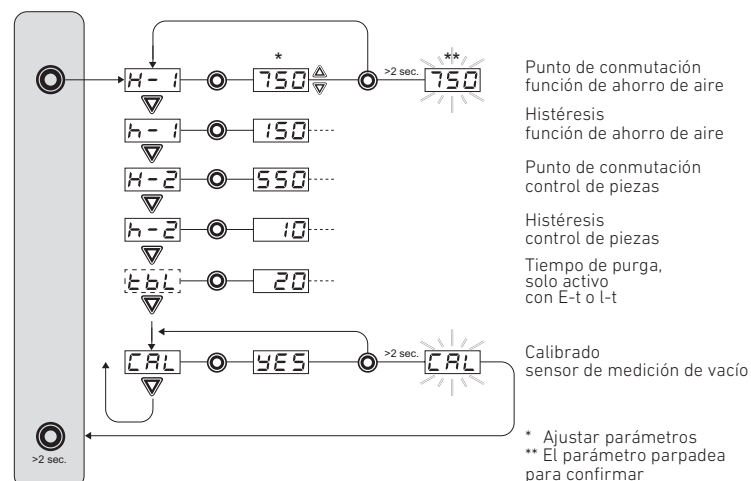 * **
H-1 750 >2 sec. 750
Punto de conmutación
función de ahorro de aire
h-1 150
Histéresis
función de ahorro de aire
H-2 550
Punto de conmutación
control de piezas
h-2 10
Histéresis
control de piezas
tbL 20
Tiempo de purga,
solo activo
con E-t o I-t
CAL YES >2 sec. CAL
Calibrado
sensor de medición de vacío
>2 sec.
* Ajustar parámetros
** El parámetro parpadea
para confirmar